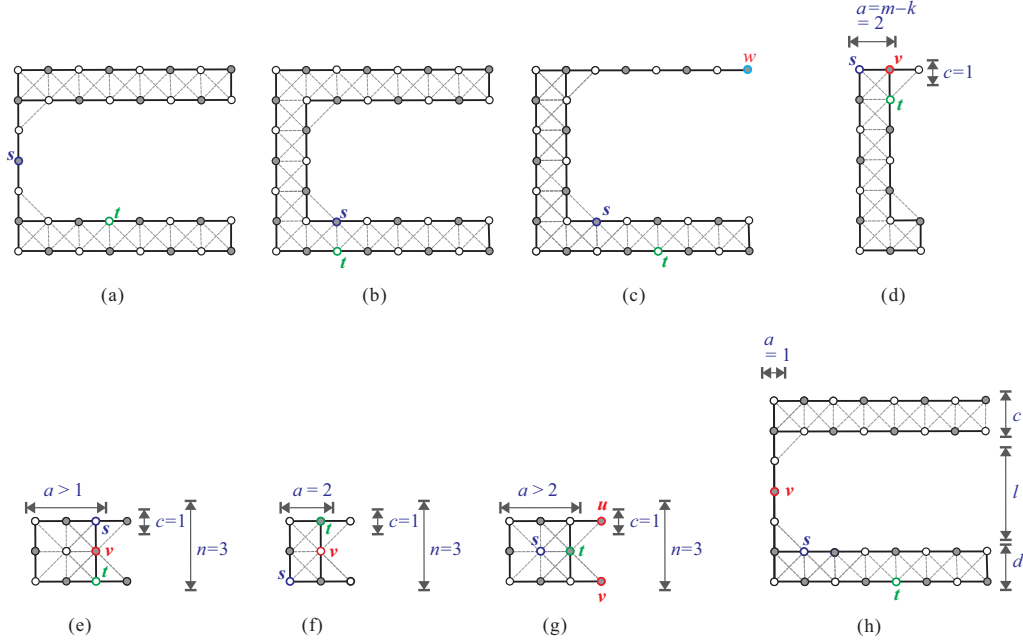 a=m−k
= 2
w
s
v
c=1
t
s
t
s
t
s
t
s
t
(a)
(b)
(c)
(d)
a
= 1
c
l
v
s
d
t
(h)
a > 1
c=1
n=3
s
v
t
(e)
a = 2
c=1
n=3
t
v
s
(f)
a > 2
u
c=1
n=3
s
t
v
(g)